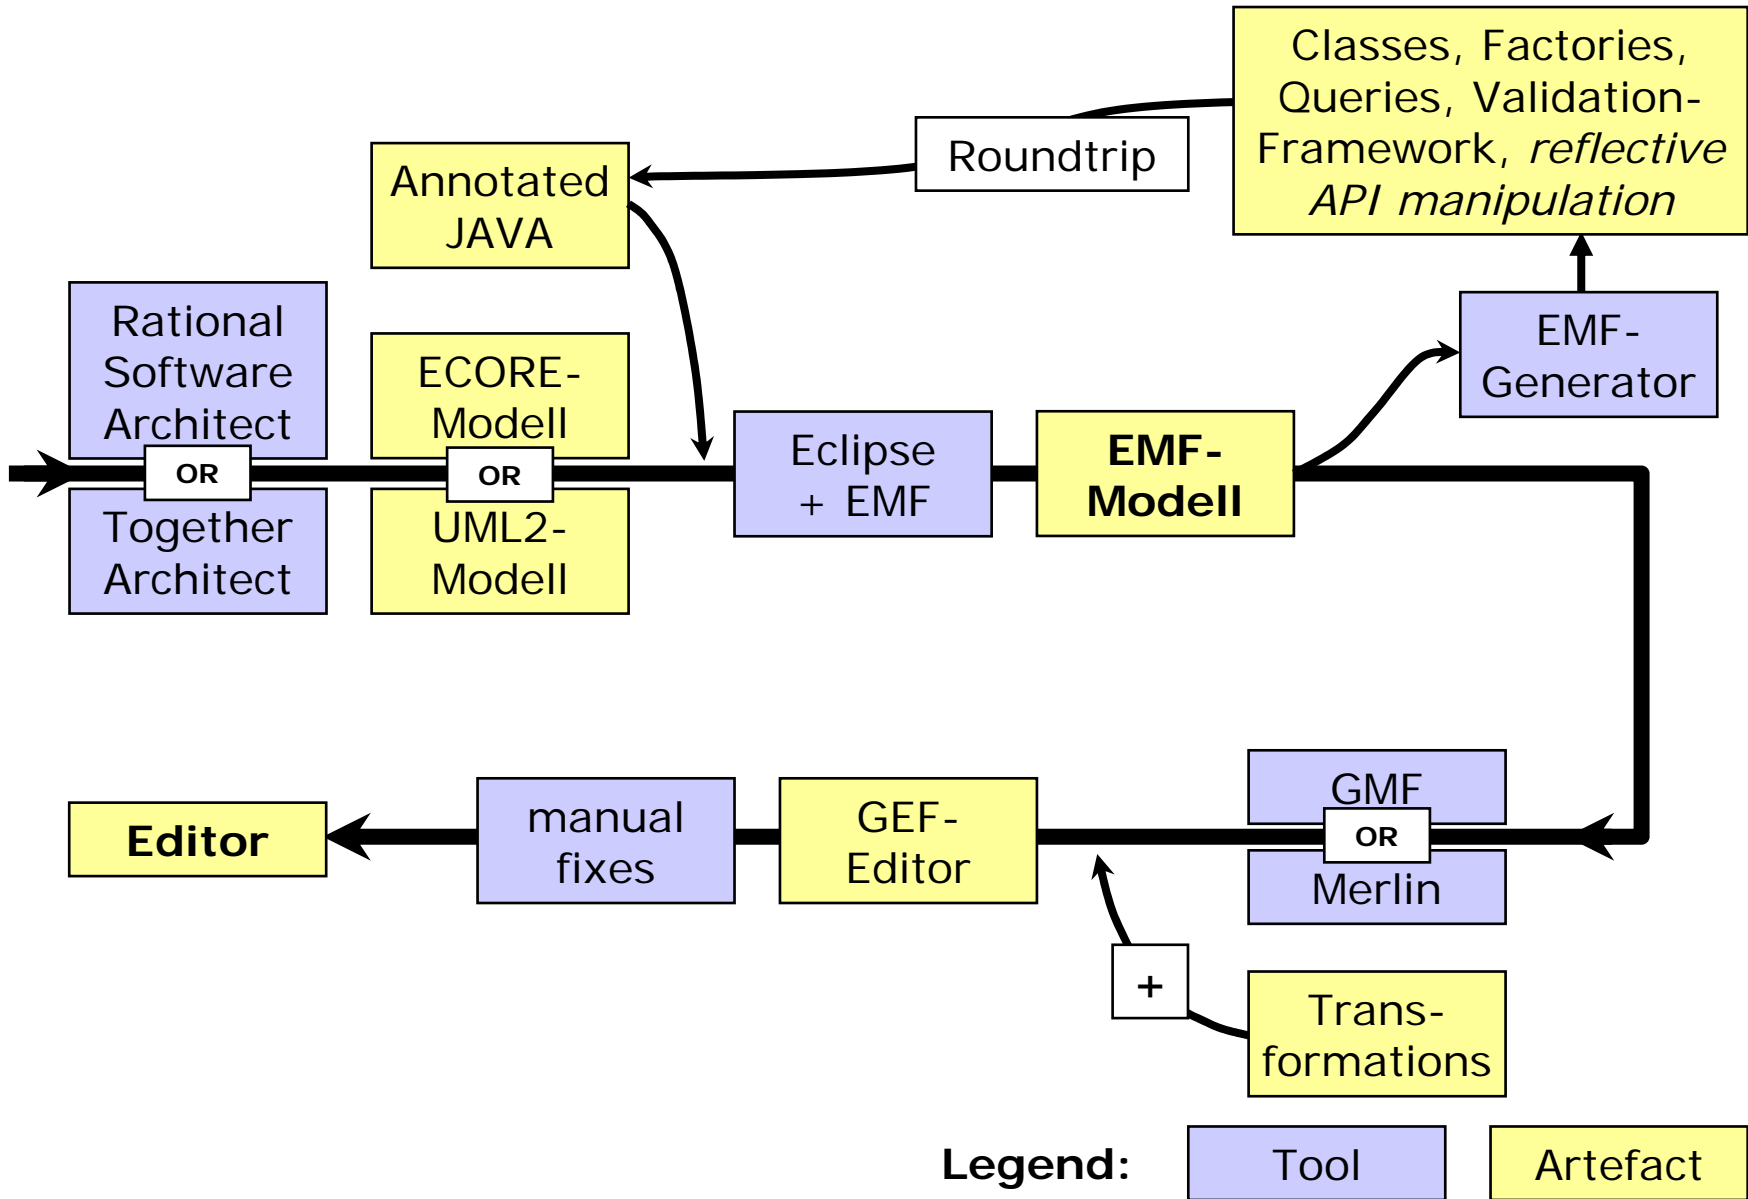 Classes, Factories,
Queries, Validation-
Framework, reflective
API manipulation
Roundtrip
Annotated
JAVA
Rational
Software
Architect
OR
Together
Architect
ECORE-
Modell
OR
UML2-
Modell
Eclipse
+ EMF
EMF-
Modell
EMF-
Generator
GMF
OR
Merlin
Editor
manual
fixes
GEF-
Editor
+
Trans-
formations
Legend:
Tool
Artefact